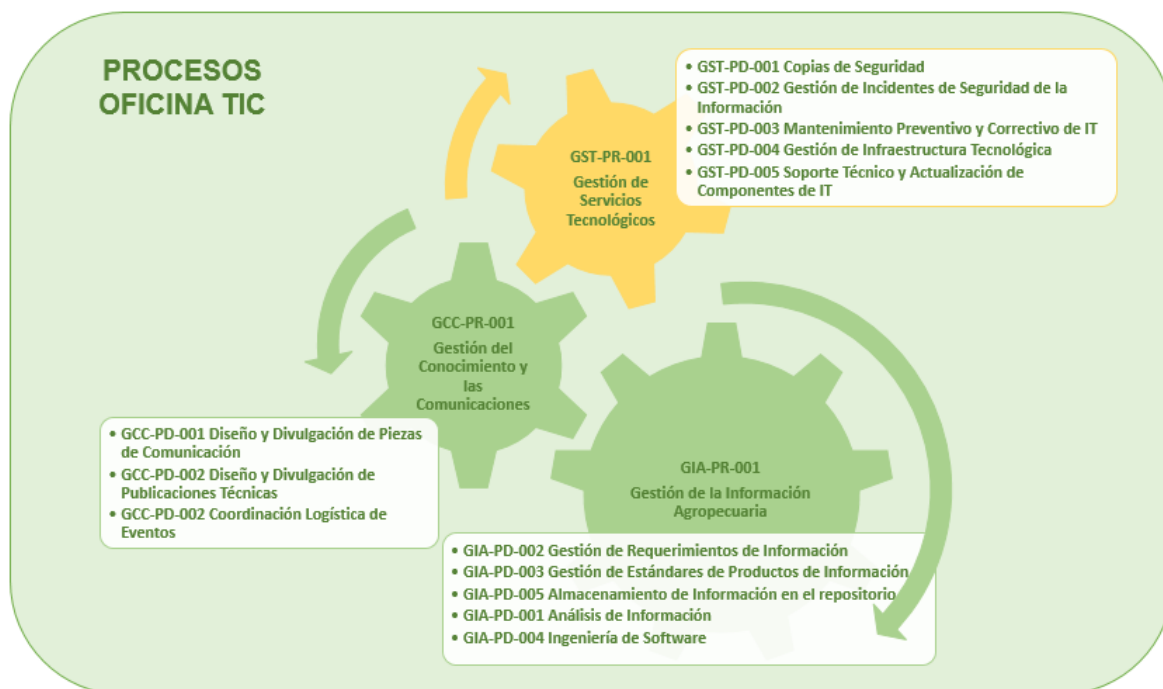 PROCESOS
OFICINA TIC
GST-PR-001
Gestión de
Servicios
Tecnológicos
• GST-PD-001 Copias de Seguridad
• GST-PD-002 Gestión de Incidentes de Seguridad de la
Información
• GST-PD-003 Mantenimiento Preventivo y Correctivo de IT
• GST-PD-004 Gestión de Infraestructura Tecnológica
• GST-PD-005 Soporte Técnico y Actualización de
Componentes de IT
GCC-PR-001
Gestión del
Conocimiento y
las
Comunicaciones
• GCC-PD-001 Diseño y Divulgación de Piezas
de Comunicación
• GCC-PD-002 Diseño y Divulgación de
Publicaciones Técnicas
• GCC-PD-002 Coordinación Logística de
Eventos
GIA-PR-001
Gestión de la Información
Agropecuaria
• GIA-PD-002 Gestión de Requerimientos de Información
• GIA-PD-003 Gestión de Estándares de Productos de Información
• GIA-PD-005 Almacenamiento de Información en el repositorio
• GIA-PD-001 Análisis de Información
• GIA-PD-004 Ingeniería de Software